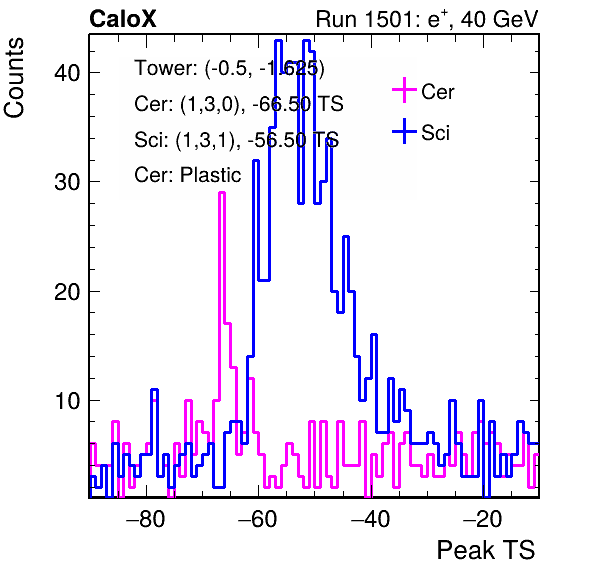 CaloX Run 1501: e+, 40 GeV
Counts
Tower: (-0.5, -1.625)
Cer: (1,3,0), -66.50 TS
Sci: (1,3,1), -56.50 TS
Cer: Plastic
Cer
Sci
40
30
20
10
−80 −60 −40 −20
Peak TS